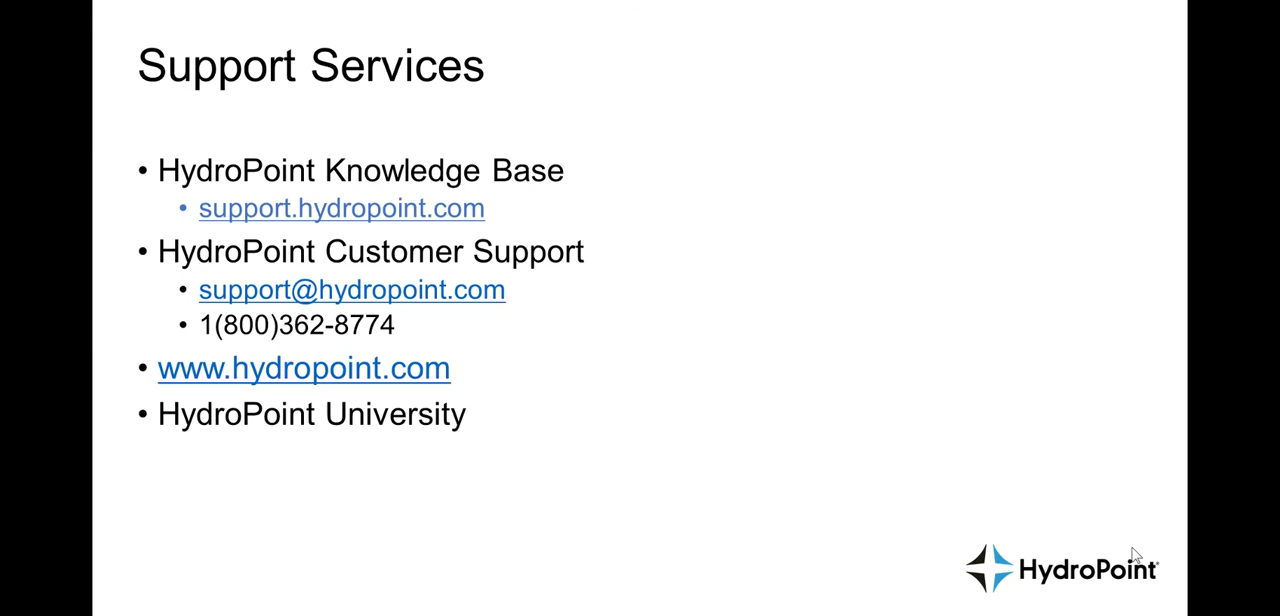 Support Services
• HydroPoint Knowledge Base
• support.hydropoint.com
• HydroPoint Customer Support
• support@hydropoint.com
• 1(800)362-8774
• www.hydropoint.com
• HydroPoint University
HydroPoint